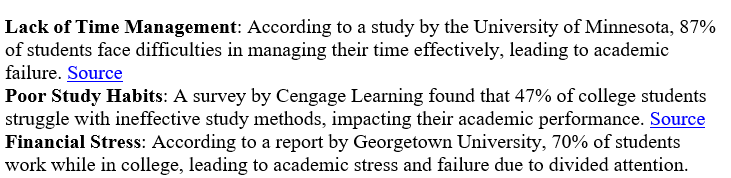 Lack of Time Management: According to a study by the University of Minnesota, 87%
of students face difficulties in managing their time effectively, leading to academic
failure. Source
Poor Study Habits: A survey by Cengage Learning found that 47% of college students
struggle with ineffective study methods, impacting their academic performance. Source
Financial Stress: According to a report by Georgetown University, 70% of students
work while in college, leading to academic stress and failure due to divided attention.